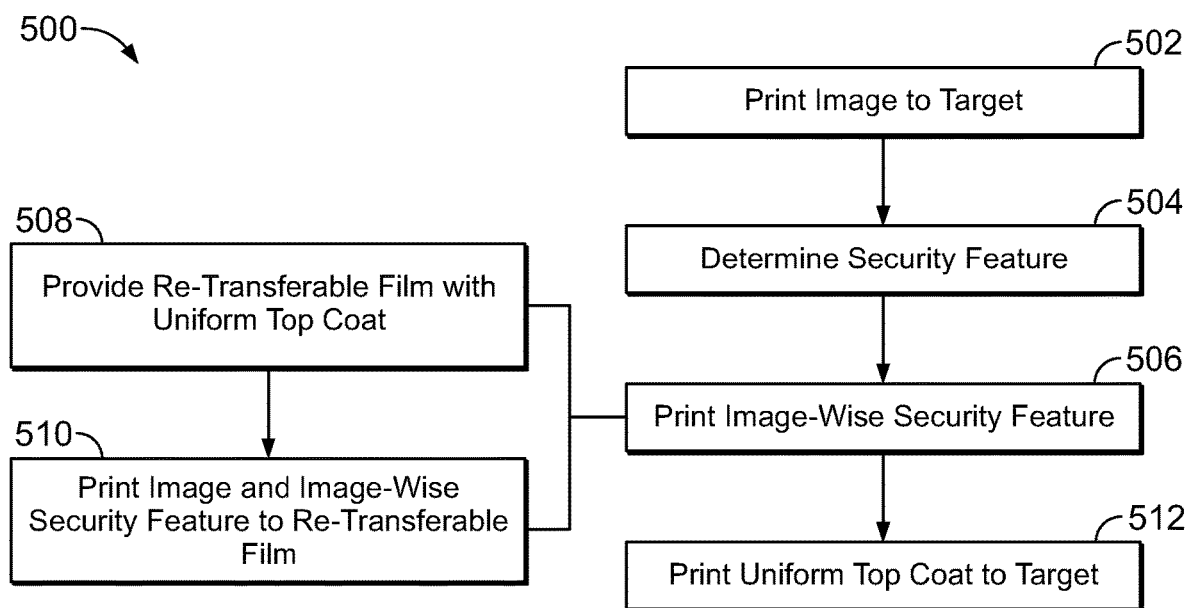 500
502
Print Image to Target
504
Determine Security Feature
508
Provide Re-Transferable Film with
Uniform Top Coat
506
Print Image-Wise Security Feature
510
Print Image and Image-Wise
Security Feature to Re-Transferable
Film
512
Print Uniform Top Coat to Target